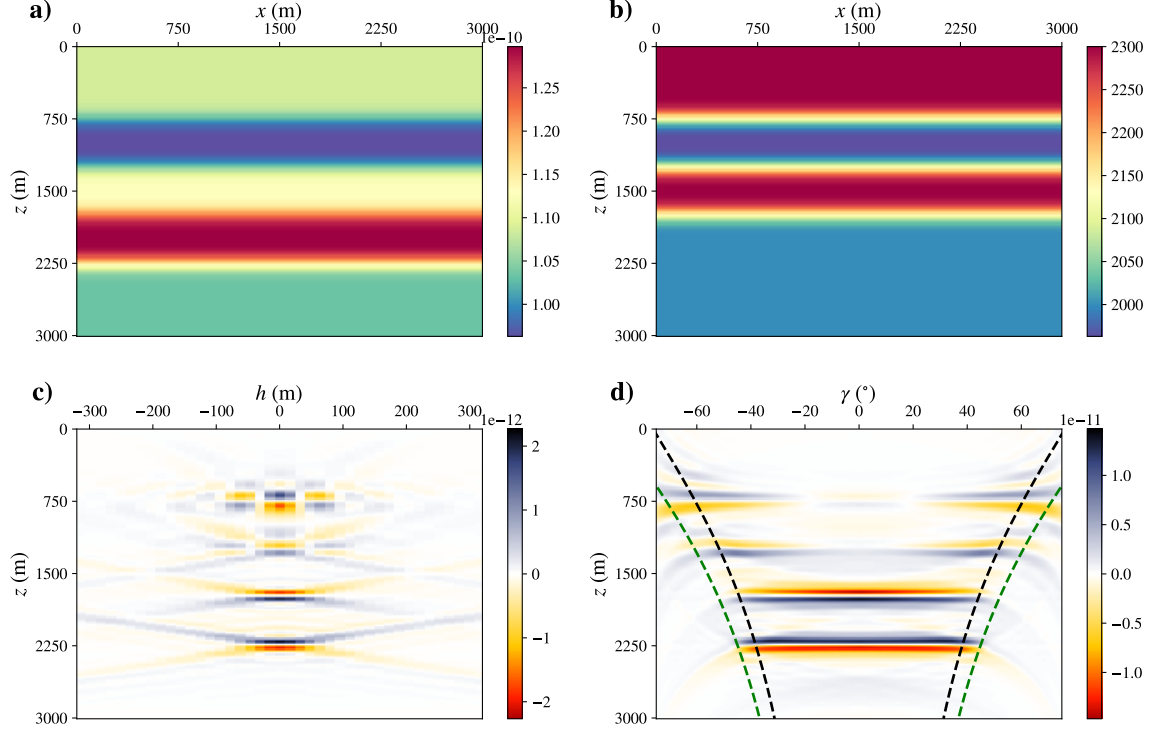 a)
x (m)
0 750 1500 2250 3000
1e−10
z (m)
0
750
1500
2250
3000
1.25
1.20
1.15
1.10
1.05
1.00
b)
x (m)
0 750 1500 2250 3000
z (m)
0
750
1500
2250
3000
2300
2250
2200
2150
2100
2050
2000
c)
h (m)
−300 −200 −100 0 100 200 300
1e−12
z (m)
0
750
1500
2250
3000
2
1
0
−1
−2
d)
γ (°)
−60 −40 −20 0 20 40 60
1e−11
z (m)
0
750
1500
2250
3000
1.0
0.5
0.0
−0.5
−1.0